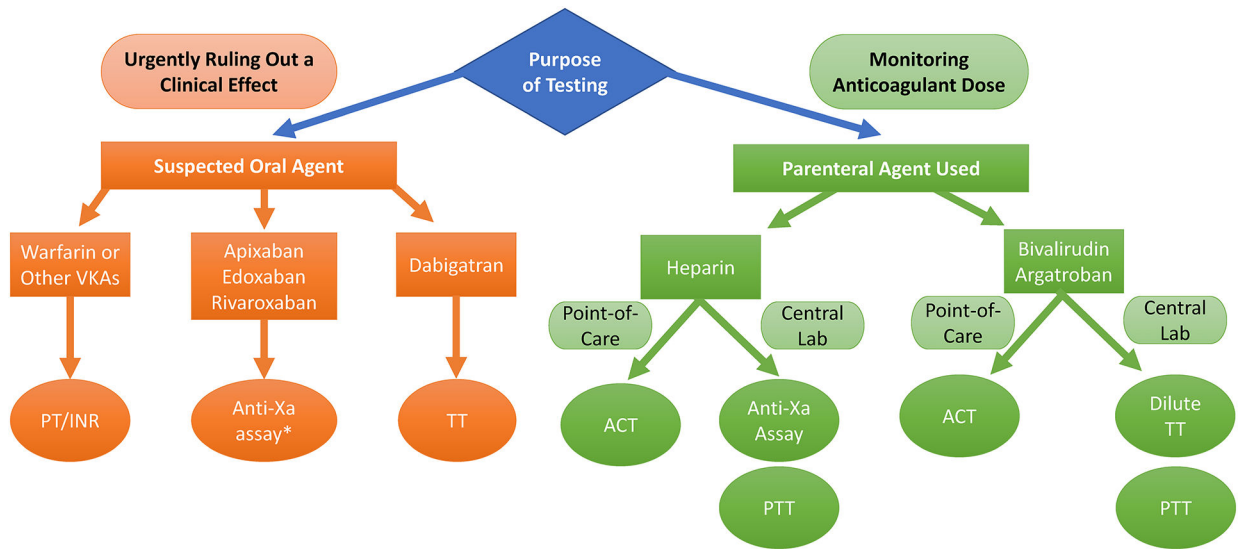 Urgently Ruling Out a
Clinical Effect
Purpose
of Testing
Monitoring
Anticoagulant Dose
Suspected Oral Agent
Parenteral Agent Used
Warfarin or
Other VKAs
Apixaban
Edoxaban
Rivaroxaban
Dabigatran
Heparin
Bivalirudin
Argatroban
Point-of-
Care
Central
Lab
Point-of-
Care
Central
Lab
PT/INR
Anti-Xa
assay*
TT
ACT
Anti-Xa
Assay
ACT
Dilute
TT
PTT
PTT